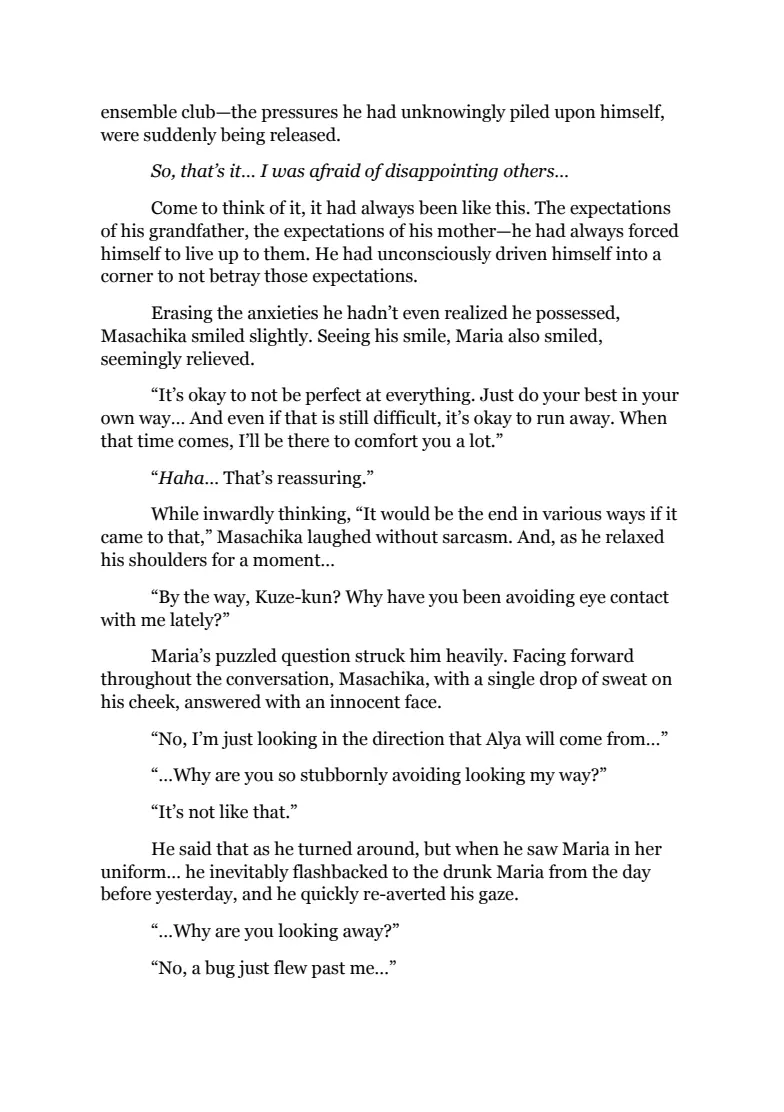 ensemble club—the pressures he had unknowingly piled upon himself,
were suddenly being released.
So, that’s it… I was afraid of disappointing others…
Come to think of it, it had always been like this. The expectations
of his grandfather, the expectations of his mother—he had always forced
himself to live up to them. He had unconsciously driven himself into a
corner to not betray those expectations.
Erasing the anxieties he hadn’t even realized he possessed,
Masachika smiled slightly. Seeing his smile, Maria also smiled,
seemingly relieved.
“It’s okay to not be perfect at everything. Just do your best in your
own way… And even if that is still difficult, it’s okay to run away. When
that time comes, I’ll be there to comfort you a lot.”
“Haha… That’s reassuring.”
While inwardly thinking, “It would be the end in various ways if it
came to that,” Masachika laughed without sarcasm. And, as he relaxed
his shoulders for a moment…
“By the way, Kuze-kun? Why have you been avoiding eye contact
with me lately?”
Maria’s puzzled question struck him heavily. Facing forward
throughout the conversation, Masachika, with a single drop of sweat on
his cheek, answered with an innocent face.
“No, I’m just looking in the direction that Alya will come from…”
“…Why are you so stubbornly avoiding looking my way?”
“It’s not like that.”
He said that as he turned around, but when he saw Maria in her
uniform… he inevitably flashbacked to the drunk Maria from the day
before yesterday, and he quickly re-averted his gaze.
“…Why are you looking away?”
“No, a bug just flew past me…”